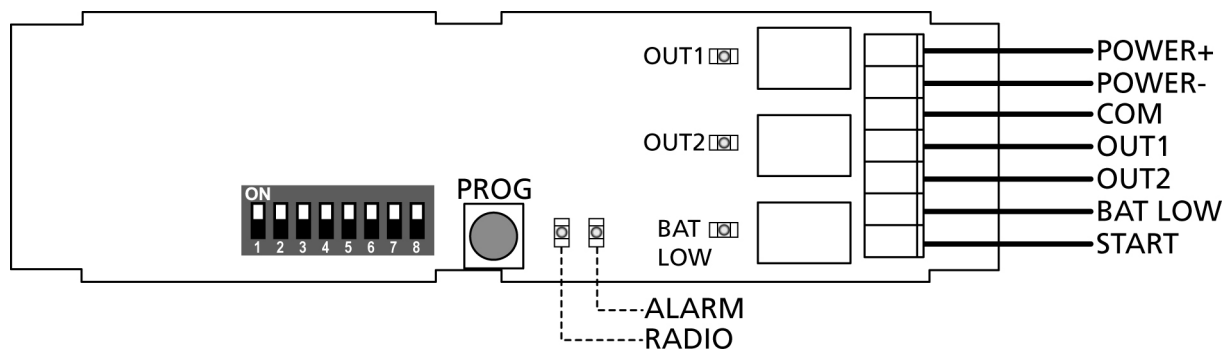 OUT1
POWER+
POWER-
COM
OUT1
OUT2
OUT2
ON
PROG
BAT LOW
BAT
LOW
START
1 2 3 4 5 6 7 8
ALARM
RADIO